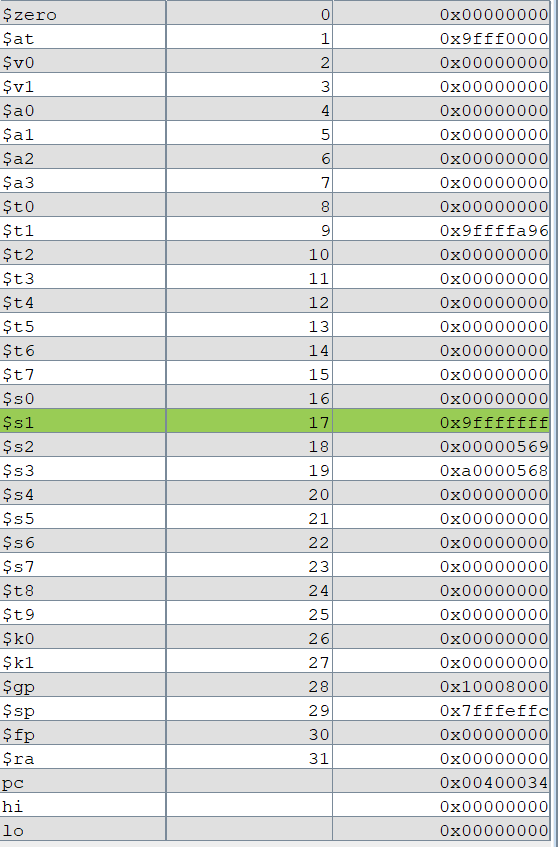 $zero 0 0x00000000
$at 1 0x9fff0000
$v0 2 0x00000000
$v1 3 0x00000000
$a0 4 0x00000000
$a1 5 0x00000000
$a2 6 0x00000000
$a3 7 0x00000000
$t0 8 0x00000000
$t1 9 0x9ffffa96
$t2 10 0x00000000
$t3 11 0x00000000
$t4 12 0x00000000
$t5 13 0x00000000
$t6 14 0x00000000
$t7 15 0x00000000
$s0 16 0x00000000
$s1 17 0x9fffffff
$s2 18 0x00000569
$s3 19 0xa0000568
$s4 20 0x00000000
$s5 21 0x00000000
$s6 22 0x00000000
$s7 23 0x00000000
$t8 24 0x00000000
$t9 25 0x00000000
$k0 26 0x00000000
$k1 27 0x00000000
$gp 28 0x10008000
$sp 29 0x7fffeffc
$fp 30 0x00000000
$ra 31 0x00000000
pc 0x00400034
hi 0x00000000
lo 0x00000000